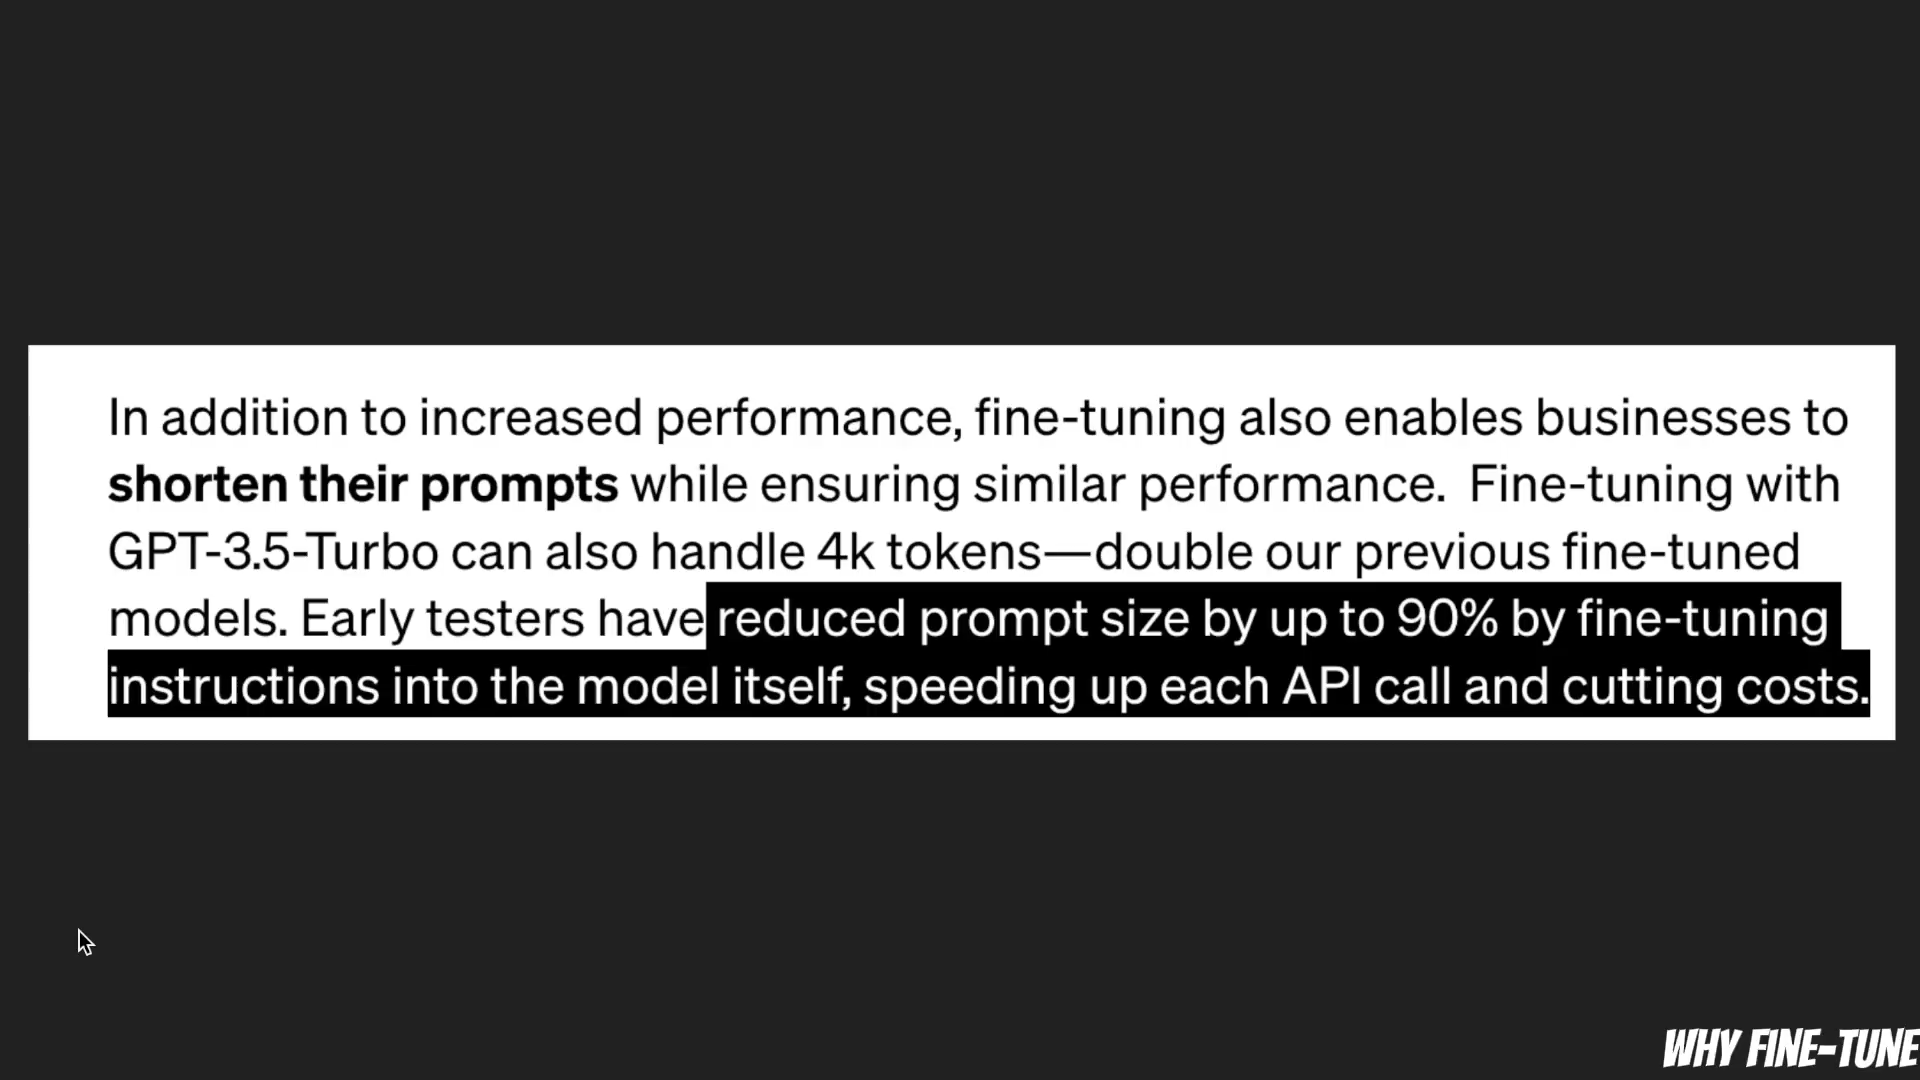 In addition to increased performance, fine-tuning also enables businesses to
shorten their prompts while ensuring similar performance.  Fine-tuning with
GPT-3.5-Turbo can also handle 4k tokens—double our previous fine-tuned
models. Early testers have reduced prompt size by up to 90% by fine-tuning
instructions into the model itself, speeding up each API call and cutting costs.
WHY FINE-TUNE